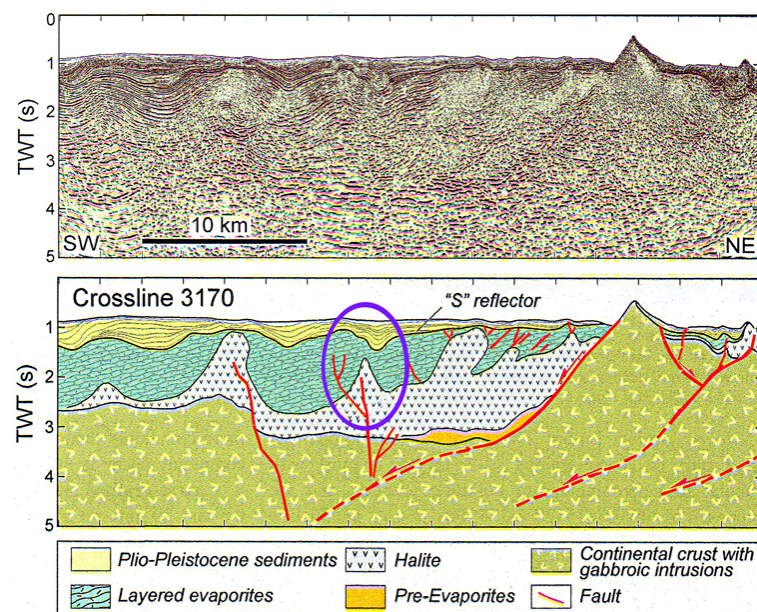 0
1
2
3
4
5
TWT (s)
10 km
SW
NE
Crossline 3170
"S" reflector
1
2
3
4
5
TWT (s)
Plio-Pleistocene sediments
Halite
Continental crust with
gabbroic intrusions
Layered evaporites
Pre-Evaporites
Fault